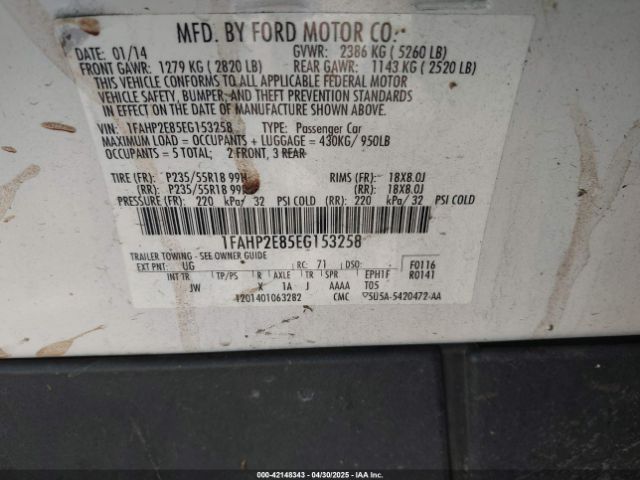 MFD. BY FORD MOTOR CO.
DATE: 01/14 GVWR: 2386 KG ( 5260 LB)
FRONT GAWR: 1279 KG ( 2820 LB) REAR GAWR: 1143 KG ( 2520 LB)
THIS VEHICLE CONFORMS TO ALL APPLICABLE FEDERAL MOTOR
VEHICLE SAFETY, BUMPER, AND THEFT PREVENTION STANDARDS
IN EFFECT ON THE DATE OF MANUFACTURE SHOWN ABOVE.
VIN: 1FAHP2E85EG153258 TYPE: Passenger Car
MAXIMUM LOAD = OCCUPANTS + LUGGAGE = 430KG/ 950LB
OCCUPANTS = 5 TOTAL; 2 FRONT, 3 REAR
TIRE (FR): P235/55R18 99 RIMS (FR): 18X8.0J
(RR): P235/55R18 99 (RR): 18X8.0J
PRESSURE (FR): 220 kPa/ 32 PSI COLD (RR): 220 kPa/ 32 PSI COLD
1FAHP2E85EG153258
TRAILER TOWING - SEE OWNER GUIDE
EXT PNT: UG RC: 71 DSO: F0116
INT TR TP/PS R AXLE TR SPR EPH1F R0141
JW X 1A J AAAA T05
1201401063282 CMC SU5A-5420472-AA
000-42148343 - 04/30/2025 - IAA Inc.